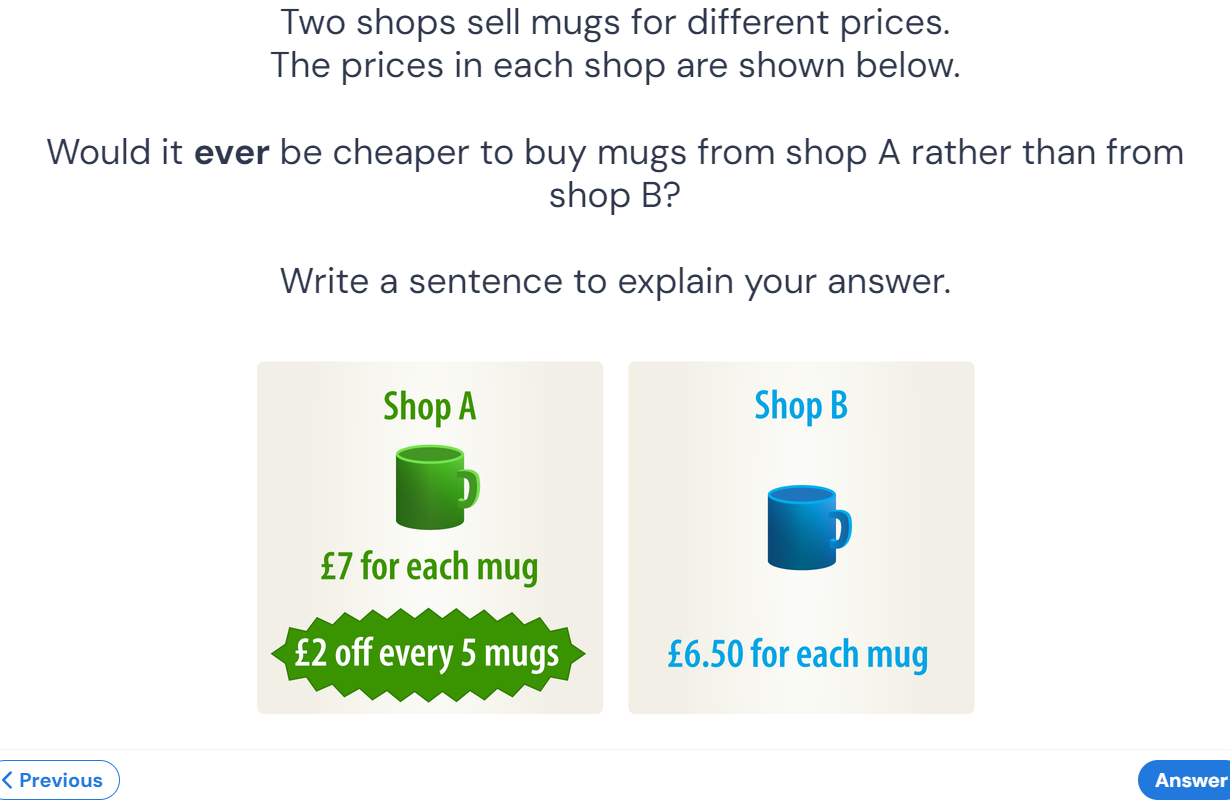 Two shops sell mugs for different prices.
The prices in each shop are shown below.
Would it ever be cheaper to buy mugs from shop A rather than from
shop B?
Write a sentence to explain your answer.
Shop A
£7 for each mug
£2 off every 5 mugs
Shop B
£6.50 for each mug
Previous
Answer